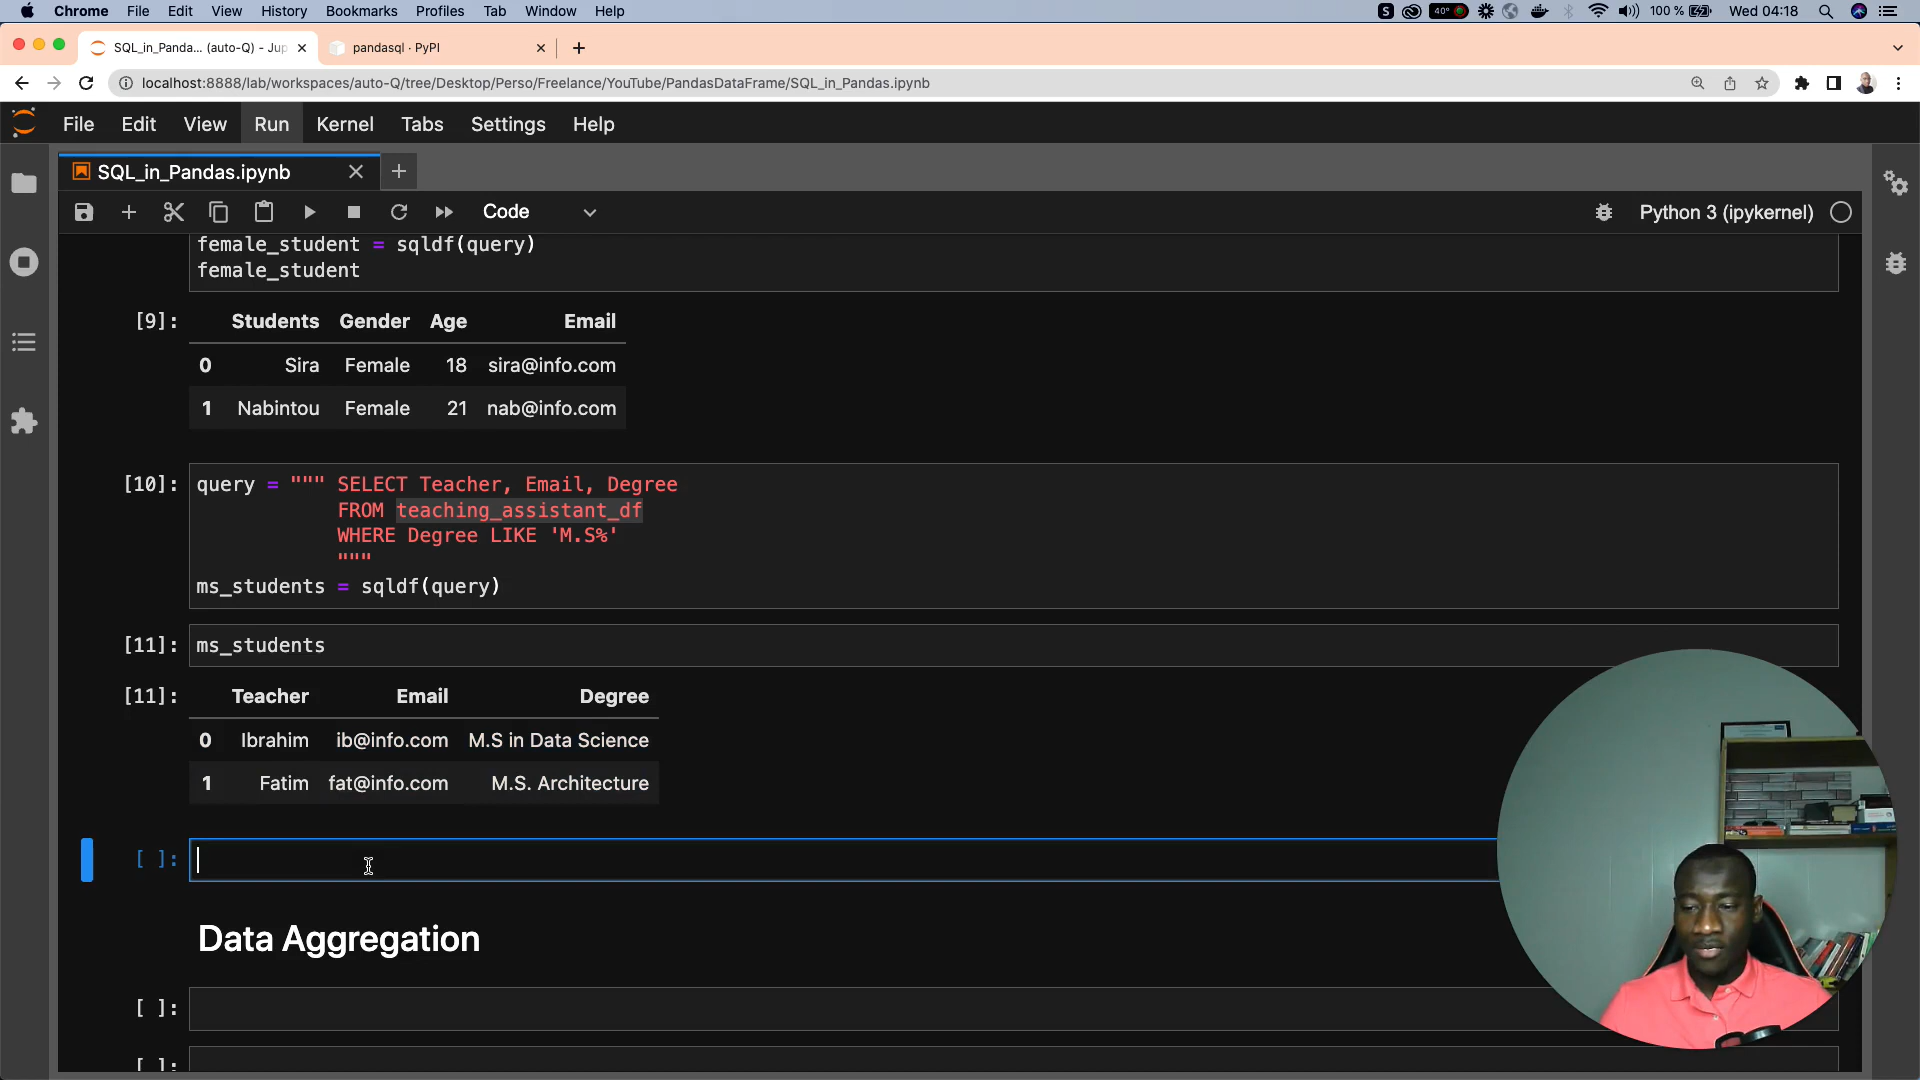 Chrome File Edit View History Bookmarks Profiles Tab Window Help 40° 100 % Wed 04:18
SQL_in_Panda... (auto-Q) - Jup pandasql · PyPI
localhost:8888/lab/workspaces/auto-Q/tree/Desktop/Perso/Freelance/YouTube/PandasDataFrame/SQL_in_Pandas.ipynb
File Edit View Run Kernel Tabs Settings Help
SQL_in_Pandas.ipynb
Code Python 3 (ipykernel)
female_student = sqldf(query)
female_student
[9]: Students Gender Age Email
0 Sira Female 18 sira@info.com
1 Nabintou Female 21 nab@info.com
[10]: query = """ SELECT Teacher, Email, Degree
FROM teaching_assistant_df
WHERE Degree LIKE 'M.S%'
"""
ms_students = sqldf(query)
[11]: ms_students
[11]: Teacher Email Degree
0 Ibrahim ib@info.com M.S in Data Science
1 Fatim fat@info.com M.S. Architecture
[ ]:
Data Aggregation
[ ]:
[ ]: